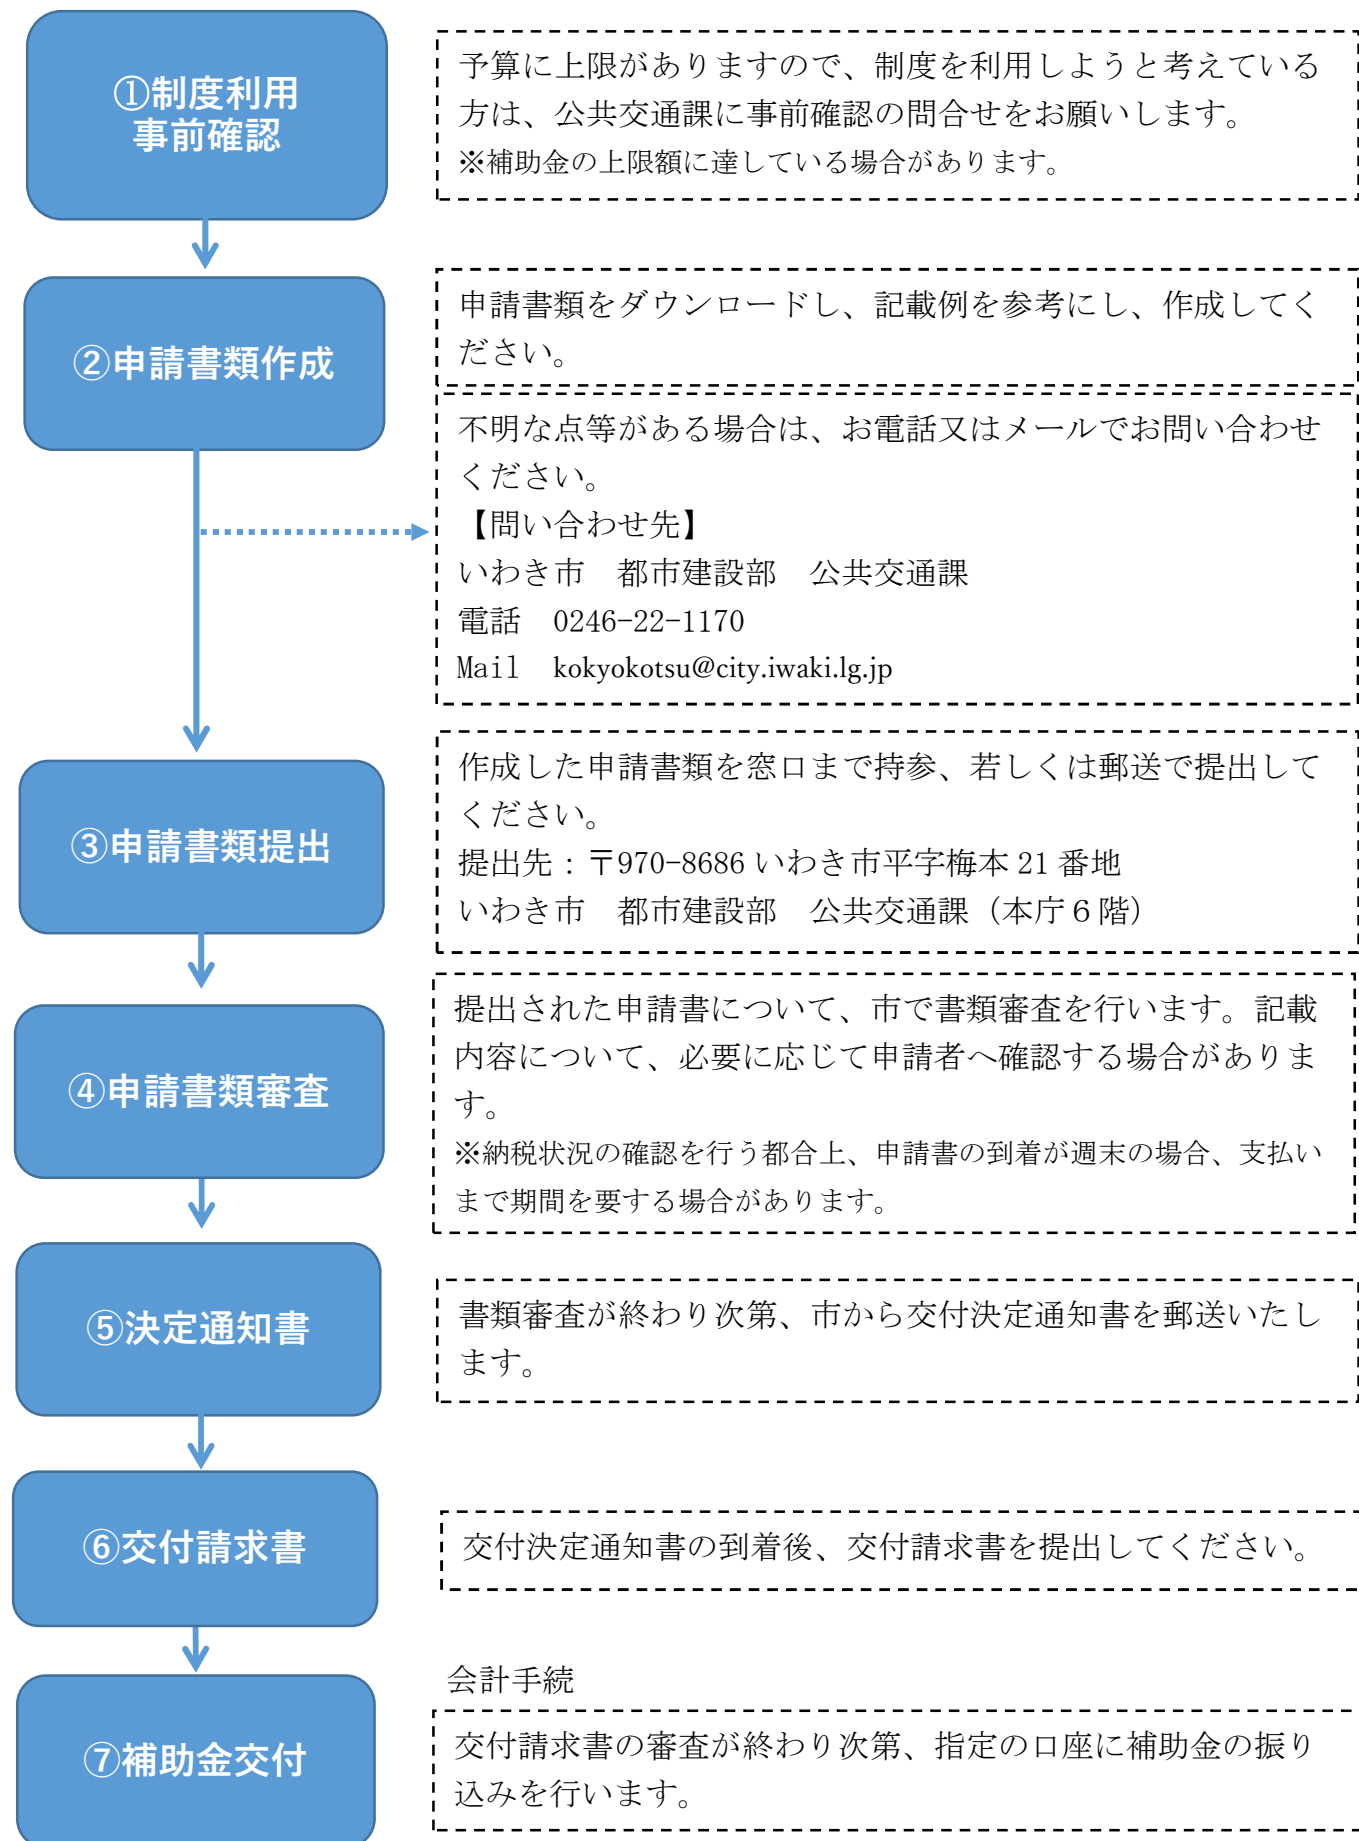 ①制度利用
事前確認
予算に上限がありますので、制度を利用しようと考えている
方は、公共交通課に事前確認の問合せをお願いします。
※補助金の上限額に達している場合があります。
②申請書類作成
申請書類をダウンロードし、記載例を参考にし、作成してく
ださい。
不明な点等がある場合は、お電話又はメールでお問い合わせ
ください。
【問い合わせ先】
いわき市　都市建設部　公共交通課
電話　0246-22-1170
Mail　kokyokotsu@city.iwaki.lg.jp
③申請書類提出
作成した申請書類を窓口まで持参、若しくは郵送で提出して
ください。
提出先：〒970-8686 いわき市平字梅本 21 番地
いわき市　都市建設部　公共交通課（本庁６階）
④申請書類審査
提出された申請書について、市で書類審査を行います。記載
内容について、必要に応じて申請者へ確認する場合がありま
す。
※納税状況の確認を行う都合上、申請書の到着が週末の場合、支払い
まで期間を要する場合があります。
⑤決定通知書
書類審査が終わり次第、市から交付決定通知書を郵送いたし
ます。
⑥交付請求書
交付決定通知書の到着後、交付請求書を提出してください。
会計手続
⑦補助金交付
交付請求書の審査が終わり次第、指定の口座に補助金の振り
込みを行います。